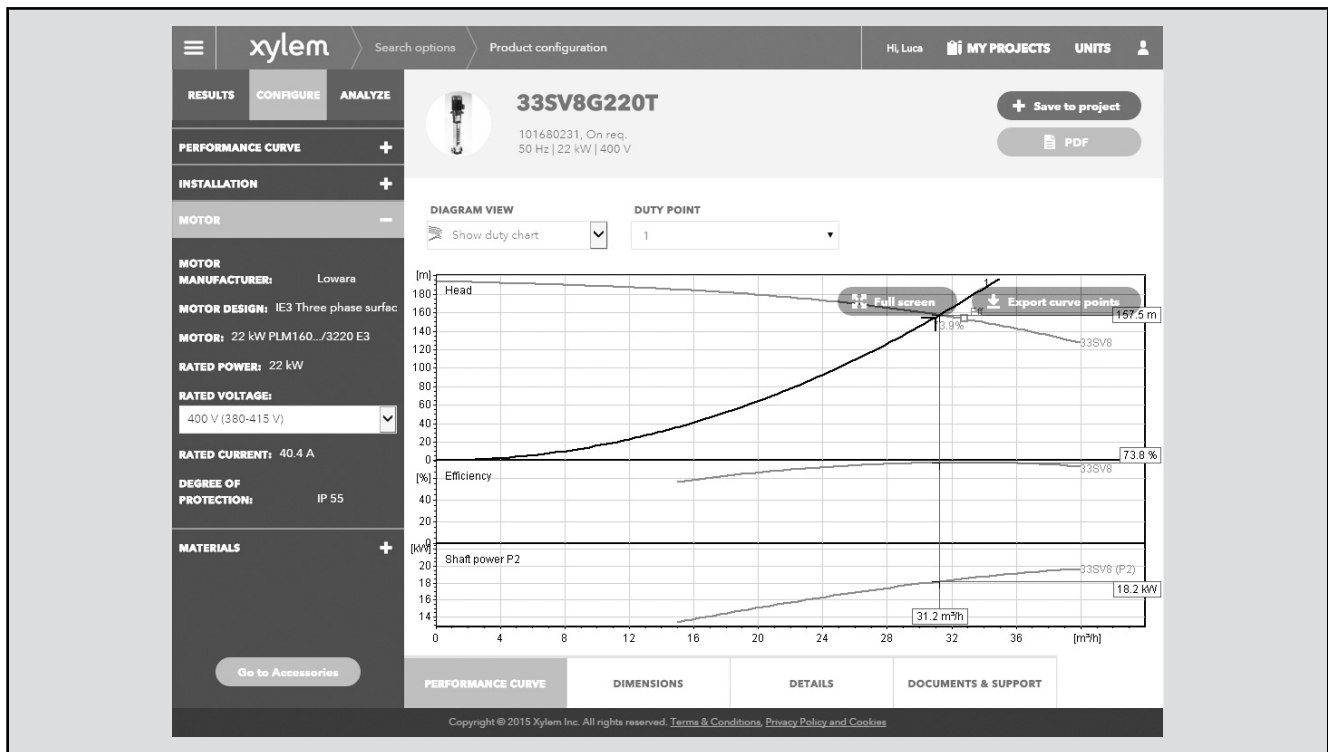 xylem
Search options
Product configuration
Hi, Luca
MY PROJECTS
UNITS
RESULTS
CONFIGURE
ANALYZE
PERFORMANCE CURVE
INSTALLATION
MOTOR
MOTOR
MANUFACTURER: Lowara
MOTOR DESIGN: IE3 Three phase surfac
MOTOR: 22 kW PLM160.../3220 E3
RATED POWER: 22 kW
RATED VOLTAGE:
400 V (380-415 V)
RATED CURRENT: 40.4 A
DEGREE OF
PROTECTION: IP 55
MATERIALS
Go to Accessories
33SV8G220T
101680231, On req.
50 Hz | 22 kW | 400 V
Save to project
PDF
DIAGRAM VIEW
Show duty chart
DUTY POINT
1
[m]
Head
180
160
140
120
100
80
60
40
20
0
1
Full screen
Export curve points
Eff
157.5 m
33SV8
73.8 %
[%]
Efficiency
33SV8
40
20
0
[kW]
Shaft power P2
20
18
16
14
33SV8 (P2)
18.2 kW
31.2 m³/h
0 4 8 12 16 20 24 28 32 36 [m³/h]
PERFORMANCE CURVE
DIMENSIONS
DETAILS
DOCUMENTS & SUPPORT
Copyright © 2015 Xylem Inc. All rights reserved. Terms & Conditions, Privacy Policy and Cookies